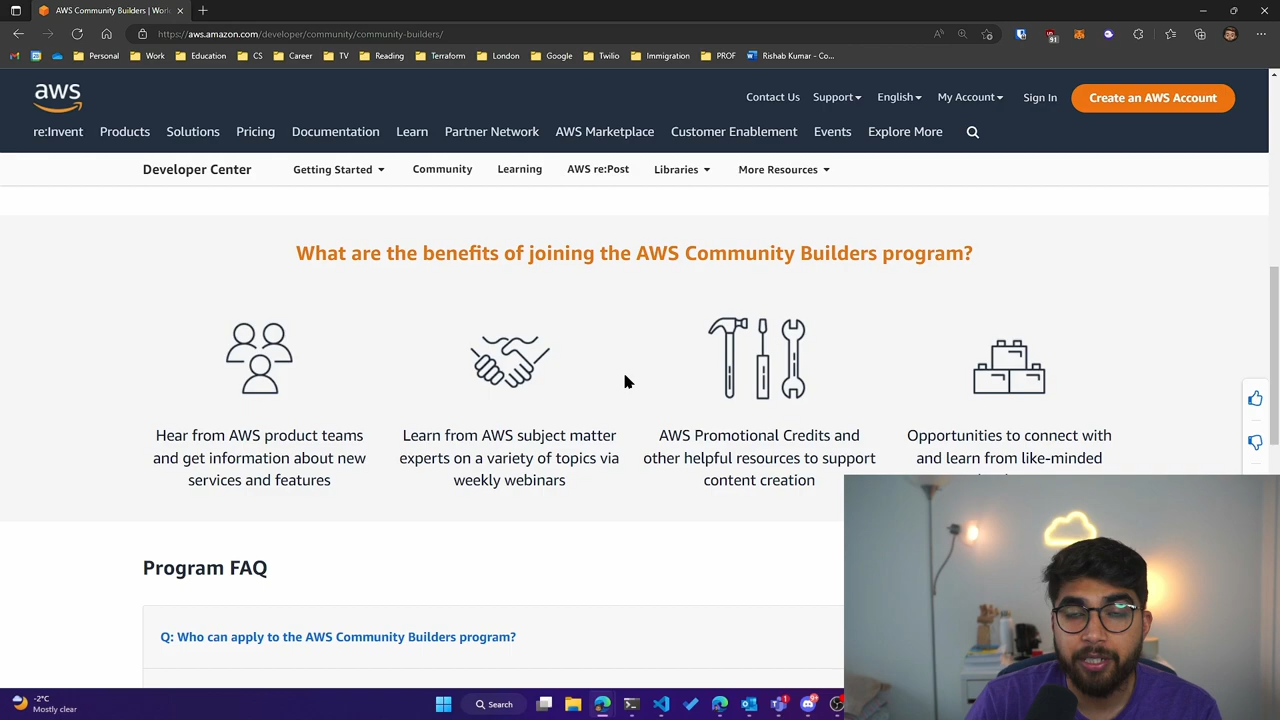 AWS Community Builders | Worl
https://aws.amazon.com/developer/community/community-builders/
91
Personal
Work
Education
CS
Career
TV
Reading
Terraform
London
Google
Twilio
Immigration
PROF
Rishab Kumar - Co...
aws
Contact Us
Support
English
My Account
Sign In
Create an AWS Account
re:Invent
Products
Solutions
Pricing
Documentation
Learn
Partner Network
AWS Marketplace
Customer Enablement
Events
Explore More
Developer Center
Getting Started
Community
Learning
AWS re:Post
Libraries
More Resources
What are the benefits of joining the AWS Community Builders program?
Hear from AWS product teams
and get information about new
services and features
Learn from AWS subject matter
experts on a variety of topics via
weekly webinars
AWS Promotional Credits and
other helpful resources to support
content creation
Opportunities to connect with
and learn from like-minded
Program FAQ
Q: Who can apply to the AWS Community Builders program?
-2°C
Mostly clear
Search
1